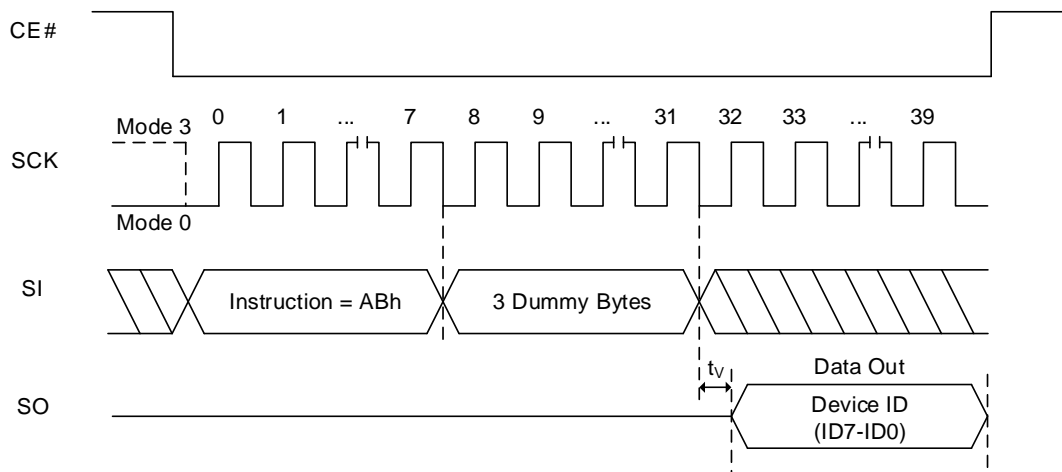 CE#
0 1 ... 7 8 9 ... 31 32 33 ... 39
Mode 3
SCK
Mode 0
SI
Instruction = ABh
3 Dummy Bytes
tV
Data Out
SO
Device ID
(ID7-ID0)